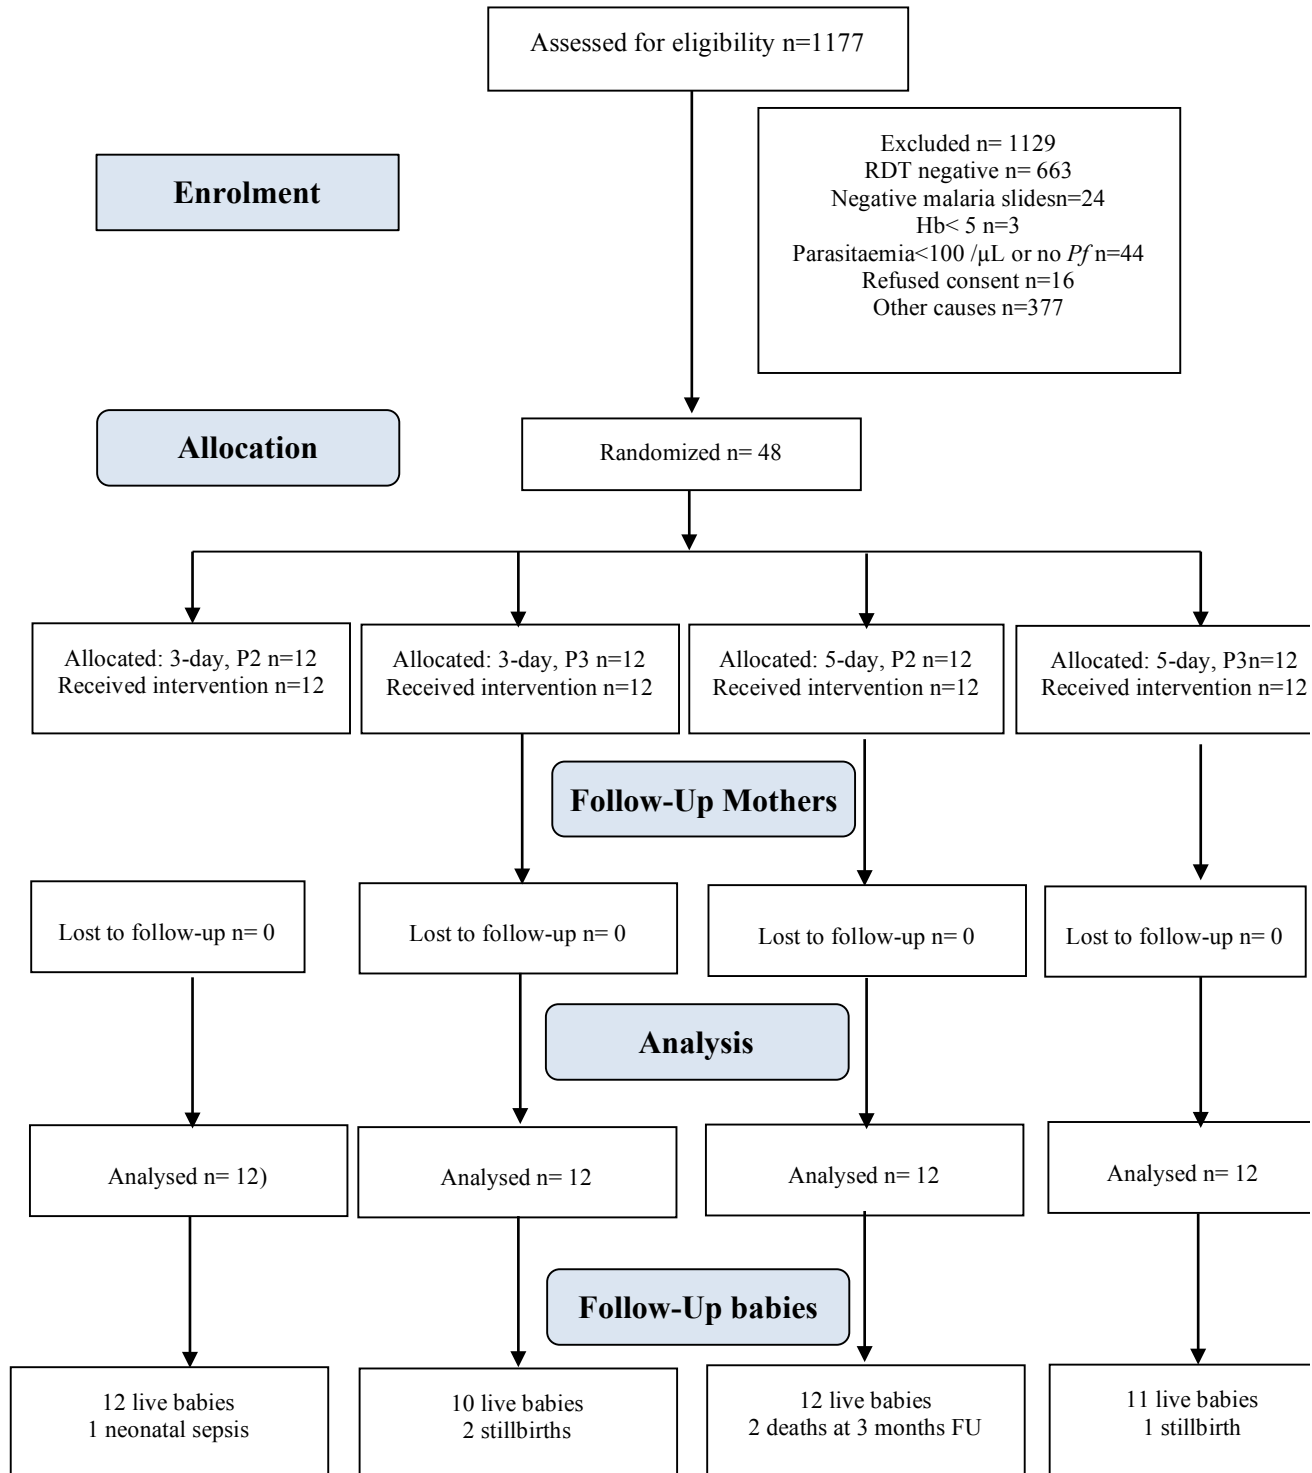 Assessed for eligibility n=1177
Excluded n= 1129
RDT negative n= 663
Negative malaria slidesn=24
Hb< 5 n=3
Parasitaemia<100 /µL or no Pf n=44
Refused consent n=16
Other causes n=377
Enrolment
Allocation
Randomized n= 48
Allocated: 3-day, P2 n=12
Received intervention n=12
Allocated: 3-day, P3 n=12
Received intervention n=12
Allocated: 5-day, P2 n=12
Received intervention n=12
Allocated: 5-day, P3n=12
Received intervention n=12
Follow-Up Mothers
Lost to follow-up n= 0
Lost to follow-up n= 0
Lost to follow-up n= 0
Lost to follow-up n= 0
Analysis
Analysed n= 12)
Analysed n= 12
Analysed n= 12
Analysed n= 12
Follow-Up babies
12 live babies
1 neonatal sepsis
10 live babies
2 stillbirths
12 live babies
2 deaths at 3 months FU
11 live babies
1 stillbirth